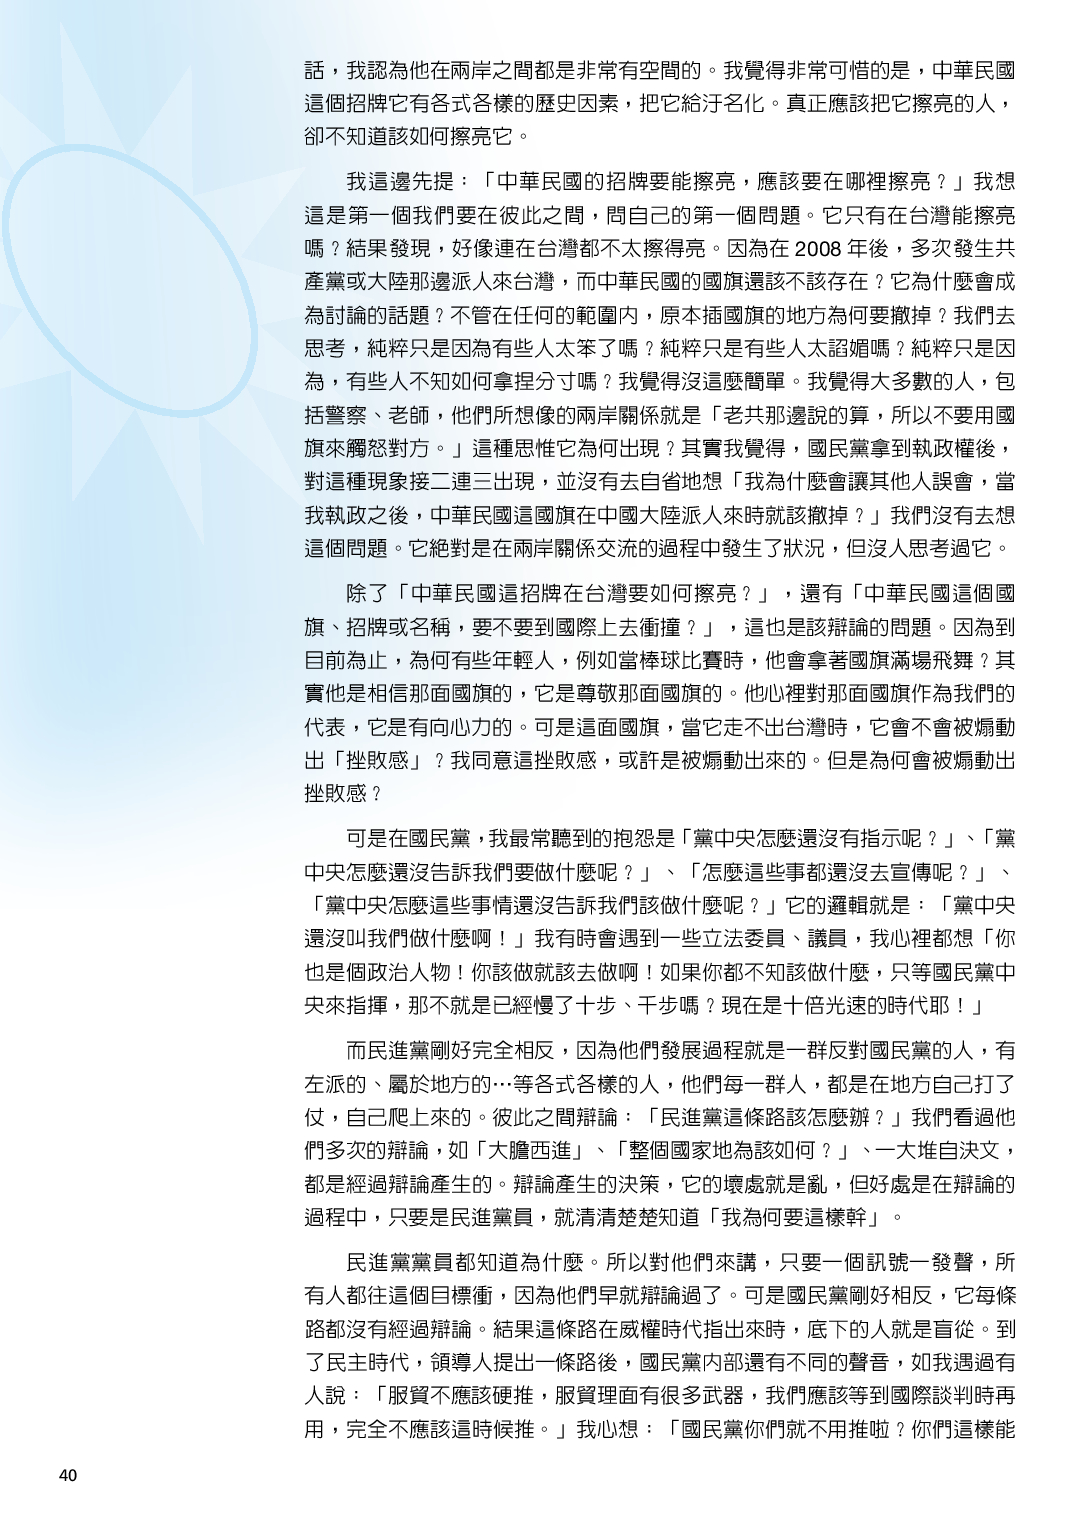 話，我認為他在兩岸之間都是非常有空間的。我覺得非常可惜的是，中華民國
這個招牌它有各式各樣的歷史因素，把它給汙名化。真正應該把它擦亮的人，
卻不知道該如何擦亮它。
我這邊先提：「中華民國的招牌要能擦亮，應該要在哪裡擦亮？」我想
這是第一個我們要在彼此之間，問自己的第一個問題。它只有在台灣能擦亮
嗎？結果發現，好像連在台灣都不太擦得亮。因為在 2008 年後，多次發生共
產黨或大陸那邊派人來台灣，而中華民國的國旗還該不該存在？它為什麼會成
為討論的話題？不管在任何的範圍內，原本插國旗的地方為何要撤掉？我們去
思考，純粹只是因為有些人太笨了嗎？純粹只是有些人太諂媚嗎？純粹只是因
為，有些人不知如何拿捏分寸嗎？我覺得沒這麼簡單。我覺得大多數的人，包
括警察、老師，他們所想像的兩岸關係就是「老共那邊說的算，所以不要用國
旗來觸怒對方。」這種思惟它為何出現？其實我覺得，國民黨拿到執政權後，
對這種現象接二連三出現，並沒有去自省地想「我為什麼會讓其他人誤會，當
我執政之後，中華民國這國旗在中國大陸派人來時就該撤掉？」我們沒有去想
這個問題。它絕對是在兩岸關係交流的過程中發生了狀況，但沒人思考過它。
除了「中華民國這招牌在台灣要如何擦亮？」，還有「中華民國這個國
旗、招牌或名稱，要不要到國際上去衝撞？」，這也是該辯論的問題。因為到
目前為止，為何有些年輕人，例如當棒球比賽時，他會拿著國旗滿場飛舞？其
實他是相信那面國旗的，它是尊敬那面國旗的。他心裡對那面國旗作為我們的
代表，它是有向心力的。可是這面國旗，當它走不出台灣時，它會不會被煽動
出「挫敗感」？我同意這挫敗感，或許是被煽動出來的。但是為何會被煽動出
挫敗感？
可是在國民黨，我最常聽到的抱怨是「黨中央怎麼還沒有指示呢？」、「黨
中央怎麼還沒告訴我們要做什麼呢？」、「怎麼這些事都還沒去宣傳呢？」、
「黨中央怎麼這些事情還沒告訴我們該做什麼呢？」它的邏輯就是：「黨中央
還沒叫我們做什麼啊！」我有時會遇到一些立法委員、議員，我心裡都想「你
也是個政治人物！你該做就該去做啊！如果你都不知該做什麼，只等國民黨中
央來指揮，那不就是已經慢了十步、千步嗎？現在是十倍光速的時代耶！」
而民進黨剛好完全相反，因為他們發展過程就是一群反對國民黨的人，有
左派的、屬於地方的…等各式各樣的人，他們每一群人，都是在地方自己打了
仗，自己爬上來的。彼此之間辯論：「民進黨這條路該怎麼辦？」我們看過他
們多次的辯論，如「大膽西進」、「整個國家地為該如何？」、一大堆自決文，
都是經過辯論產生的。辯論產生的決策，它的壞處就是亂，但好處是在辯論的
過程中，只要是民進黨員，就清清楚楚知道「我為何要這樣幹」。
民進黨黨員都知道為什麼。所以對他們來講，只要一個訊號一發聲，所
有人都往這個目標衝，因為他們早就辯論過了。可是國民黨剛好相反，它每條
路都沒有經過辯論。結果這條路在威權時代指出來時，底下的人就是盲從。到
了民主時代，領導人提出一條路後，國民黨內部還有不同的聲音，如我遇過有
人說：「服貿不應該硬推，服貿理面有很多武器，我們應該等到國際談判時再
用，完全不應該這時候推。」我心想：「國民黨你們就不用推啦？你們這樣能
40